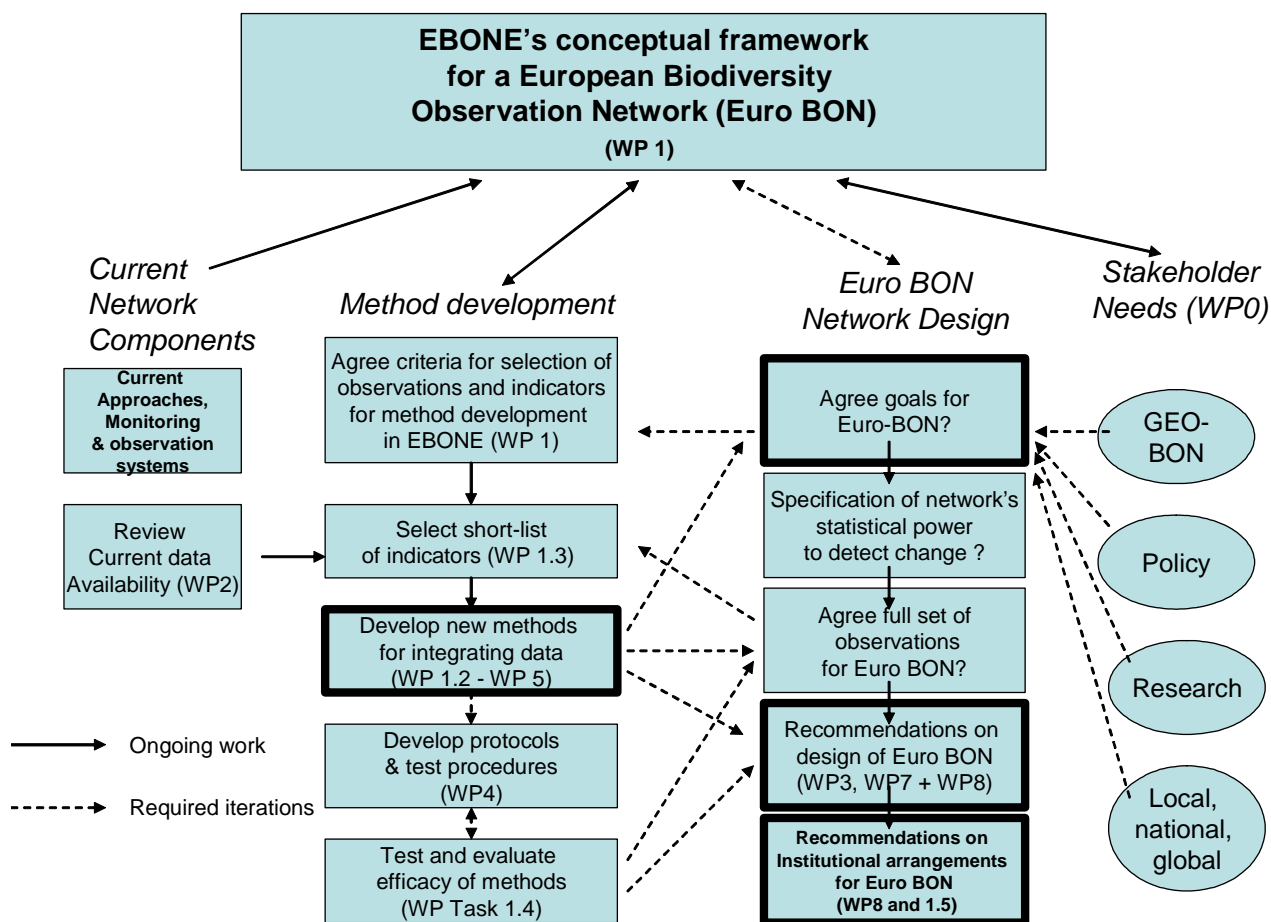 EBONE's conceptual framework
for a European Biodiversity
Observation Network (Euro BON)
(WP 1)
Current
Network
Components
Current
Approaches,
Monitoring
& observation
systems
Review
Current data
Availability (WP2)
Method development
Agree criteria for selection of
observations and indicators
for method development
in EBONE (WP 1)
Select short-list
of indicators (WP 1.3)
Develop new methods
for integrating data
(WP 1.2 - WP 5)
Develop protocols
& test procedures
(WP4)
Test and evaluate
efficacy of methods
(WP Task 1.4)
Euro BON
Network Design
Agree goals for
Euro-BON?
Specification of network's
statistical power
to detect change ?
Agree full set of
observations
for Euro BON?
Recommendations on
design of Euro BON
(WP3, WP7 + WP8)
Recommendations on
Institutional arrangements
for Euro BON
(WP8 and 1.5)
Stakeholder
Needs (WP0)
GEO-
BON
Policy
Research
Local,
national,
global
Ongoing work
Required iterations